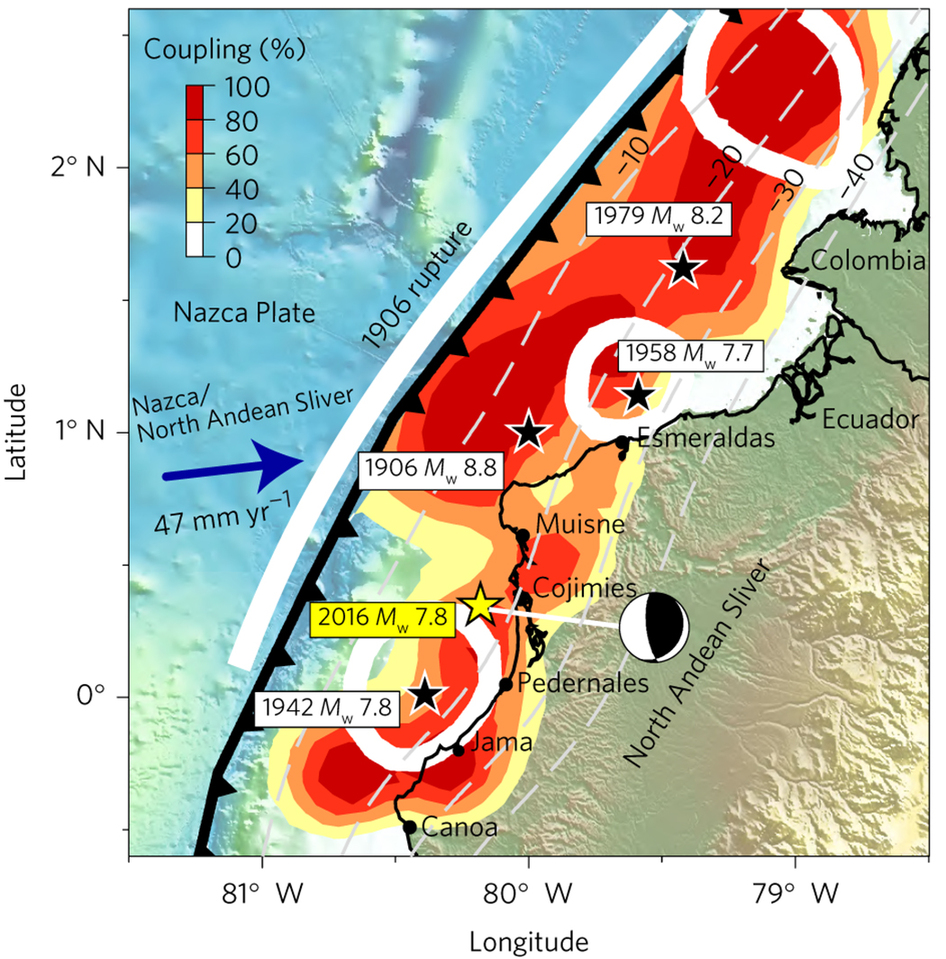 Coupling (%)
100
80
60
40
20
0
2° N
1° N
0°
Latitude
−10
−20
−30
−40
1979 Mw 8.2
Colombia
1906 rupture
Nazca Plate
1958 Mw 7.7
Nazca/
North Andean Sliver
47 mm yr−1
Ecuador
Esmeraldas
1906 Mw 8.8
Muisne
Cojimies
2016 Mw 7.8
North Andean Sliver
Pedernales
1942 Mw 7.8
Jama
Canoa
81° W
80° W
79° W
Longitude